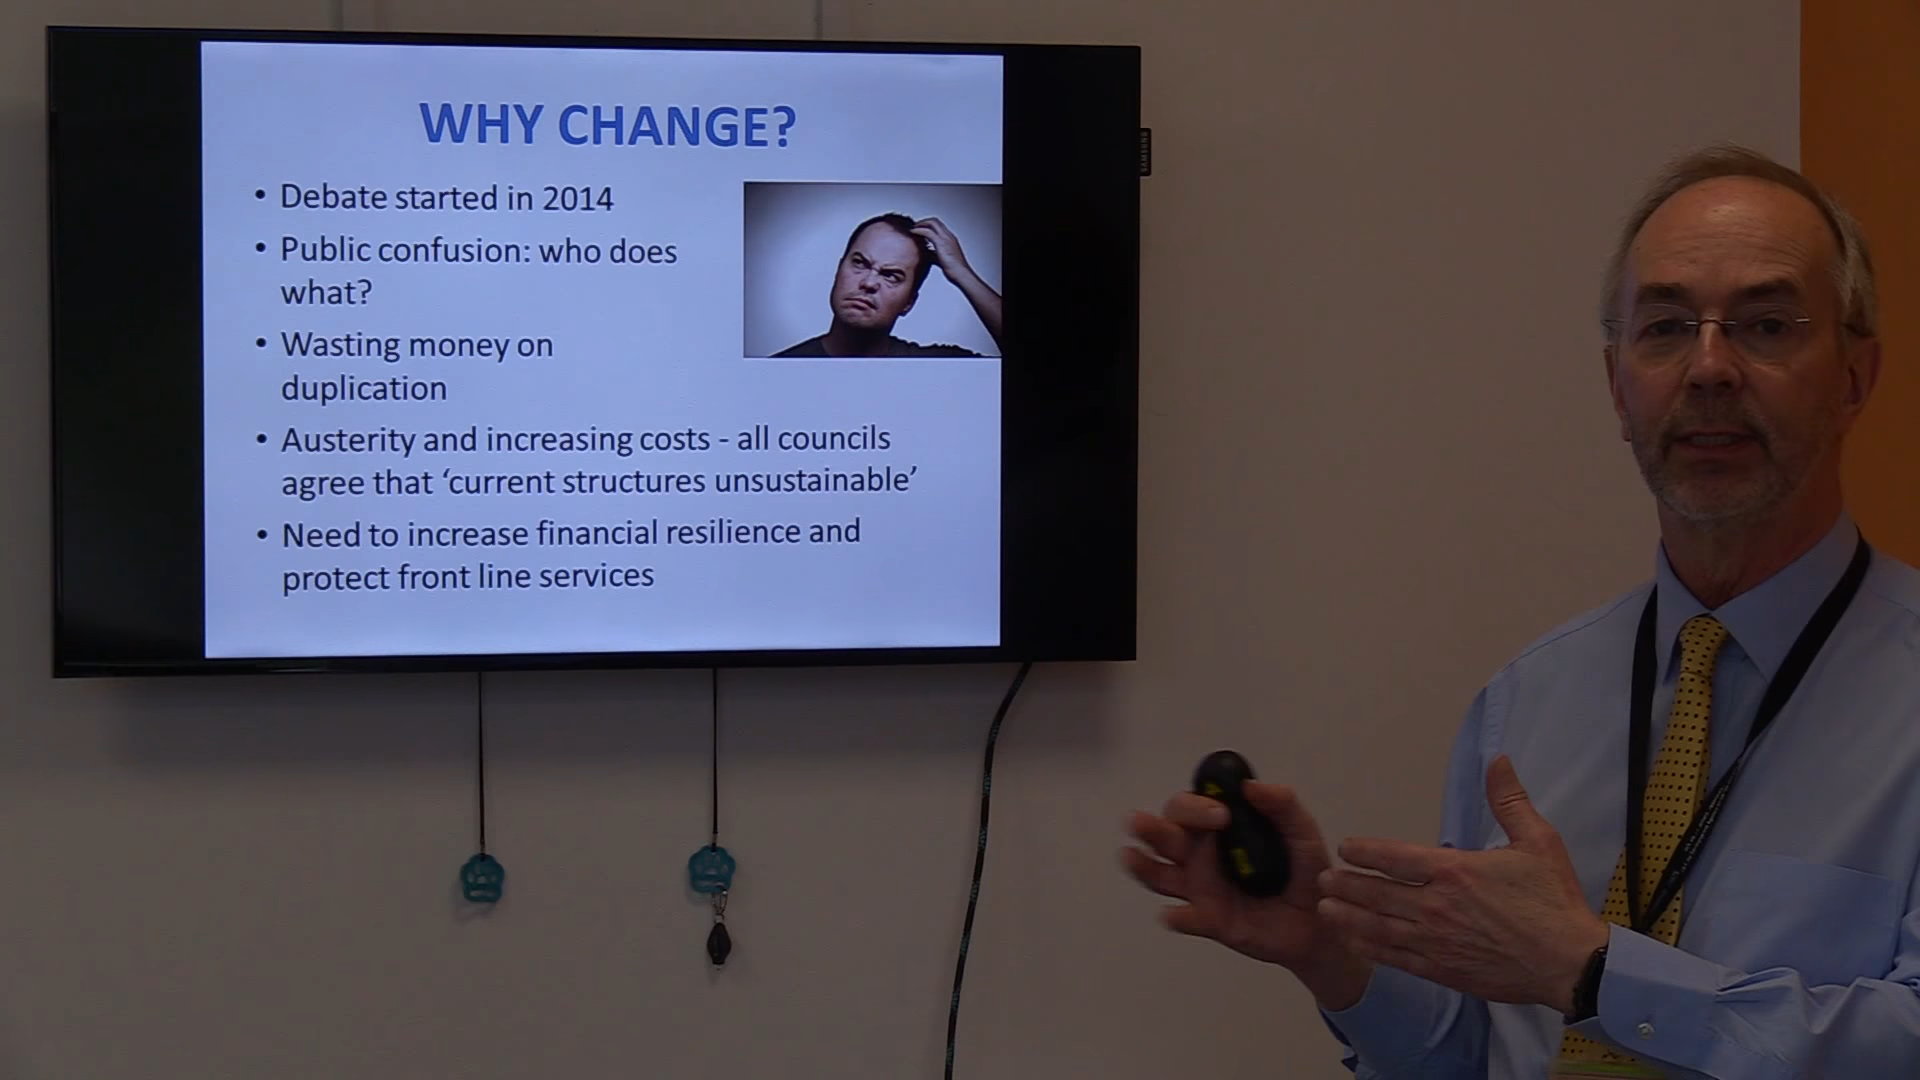 WHY CHANGE?
• Debate started in 2014
• Public confusion: who does
what?
• Wasting money on
duplication
• Austerity and increasing costs - all councils
agree that ‘current structures unsustainable’
• Need to increase financial resilience and
protect front line services
SAMSUNG